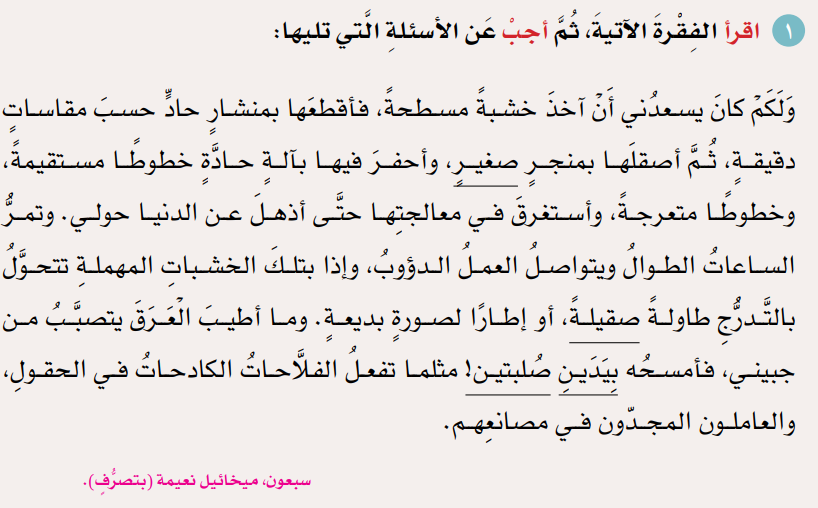 ١ اقرأ الفِقْرةَ الآتيةَ، ثُمَّ أجبْ عَن الأسئلةِ الَّتي تليها:
وَلَكَمْ كانَ يسعدُني أَنْ آخذَ خشبةً مسطحةً، فأقطعَها بمنشارٍ حادٍّ حسبَ مقاساتٍ
دقيقةٍ، ثُمَّ أصقلَها بمنجرٍ صغيرٍ، وأحفرَ فيها بآلةٍ حادَّةٍ خطوطًا مستقيمةً،
وخطوطًا متعرجةً، وأستغرقَ في معالجتِها حتَّى أذهلَ عن الدنيا حولي. وتمرُّ
الساعاتُ الطوالُ ويتواصلُ العملُ الدؤوبُ، وإذا بتلكَ الخشباتِ المهملةِ تتحوَّلُ
بالتَّدرُّجِ طاولةً صقيلةً، أو إطارًا لصورةٍ بديعةٍ. وما أطيبَ الْعَرَقَ يتصبَّبُ من
جبيني، فأمسحُه بِيَدَينِ صُلبتين! مثلما تفعلُ الفلَّاحاتُ الكادحاتُ في الحقولِ،
والعاملون المجدّون في مصانعِهم.
سبعون، ميخائيل نعيمة (بتصرُّفٍ).